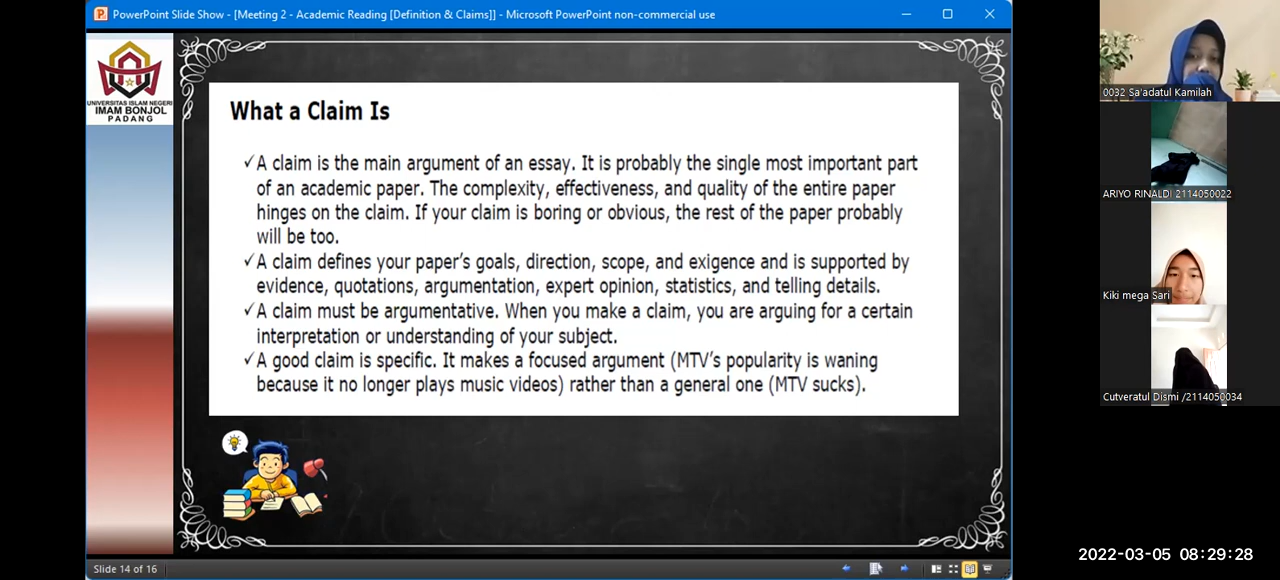 PowerPoint Slide Show - [Meeting 2 - Academic Reading [Definition & Claims]] - Microsoft PowerPoint non-commercial use
UNIVERSITAS ISLAM NEGERI
IMAM BONJOL
PADANG
What a Claim Is
✓A claim is the main argument of an essay. It is probably the single most important part
of an academic paper. The complexity, effectiveness, and quality of the entire paper
hinges on the claim. If your claim is boring or obvious, the rest of the paper probably
will be too.
✓A claim defines your paper's goals, direction, scope, and exigence and is supported by
evidence, quotations, argumentation, expert opinion, statistics, and telling details.
✓A claim must be argumentative. When you make a claim, you are arguing for a certain
interpretation or understanding of your subject.
✓A good claim is specific. It makes a focused argument (MTV's popularity is waning
because it no longer plays music videos) rather than a general one (MTV sucks).
Slide 14 of 16
0032 Sa'adatul Kamilah
ARIYO RINALDI 2114050022
Kiki mega Sari
Cutveratul Dismi /2114050034
2022-03-05 08:29:28